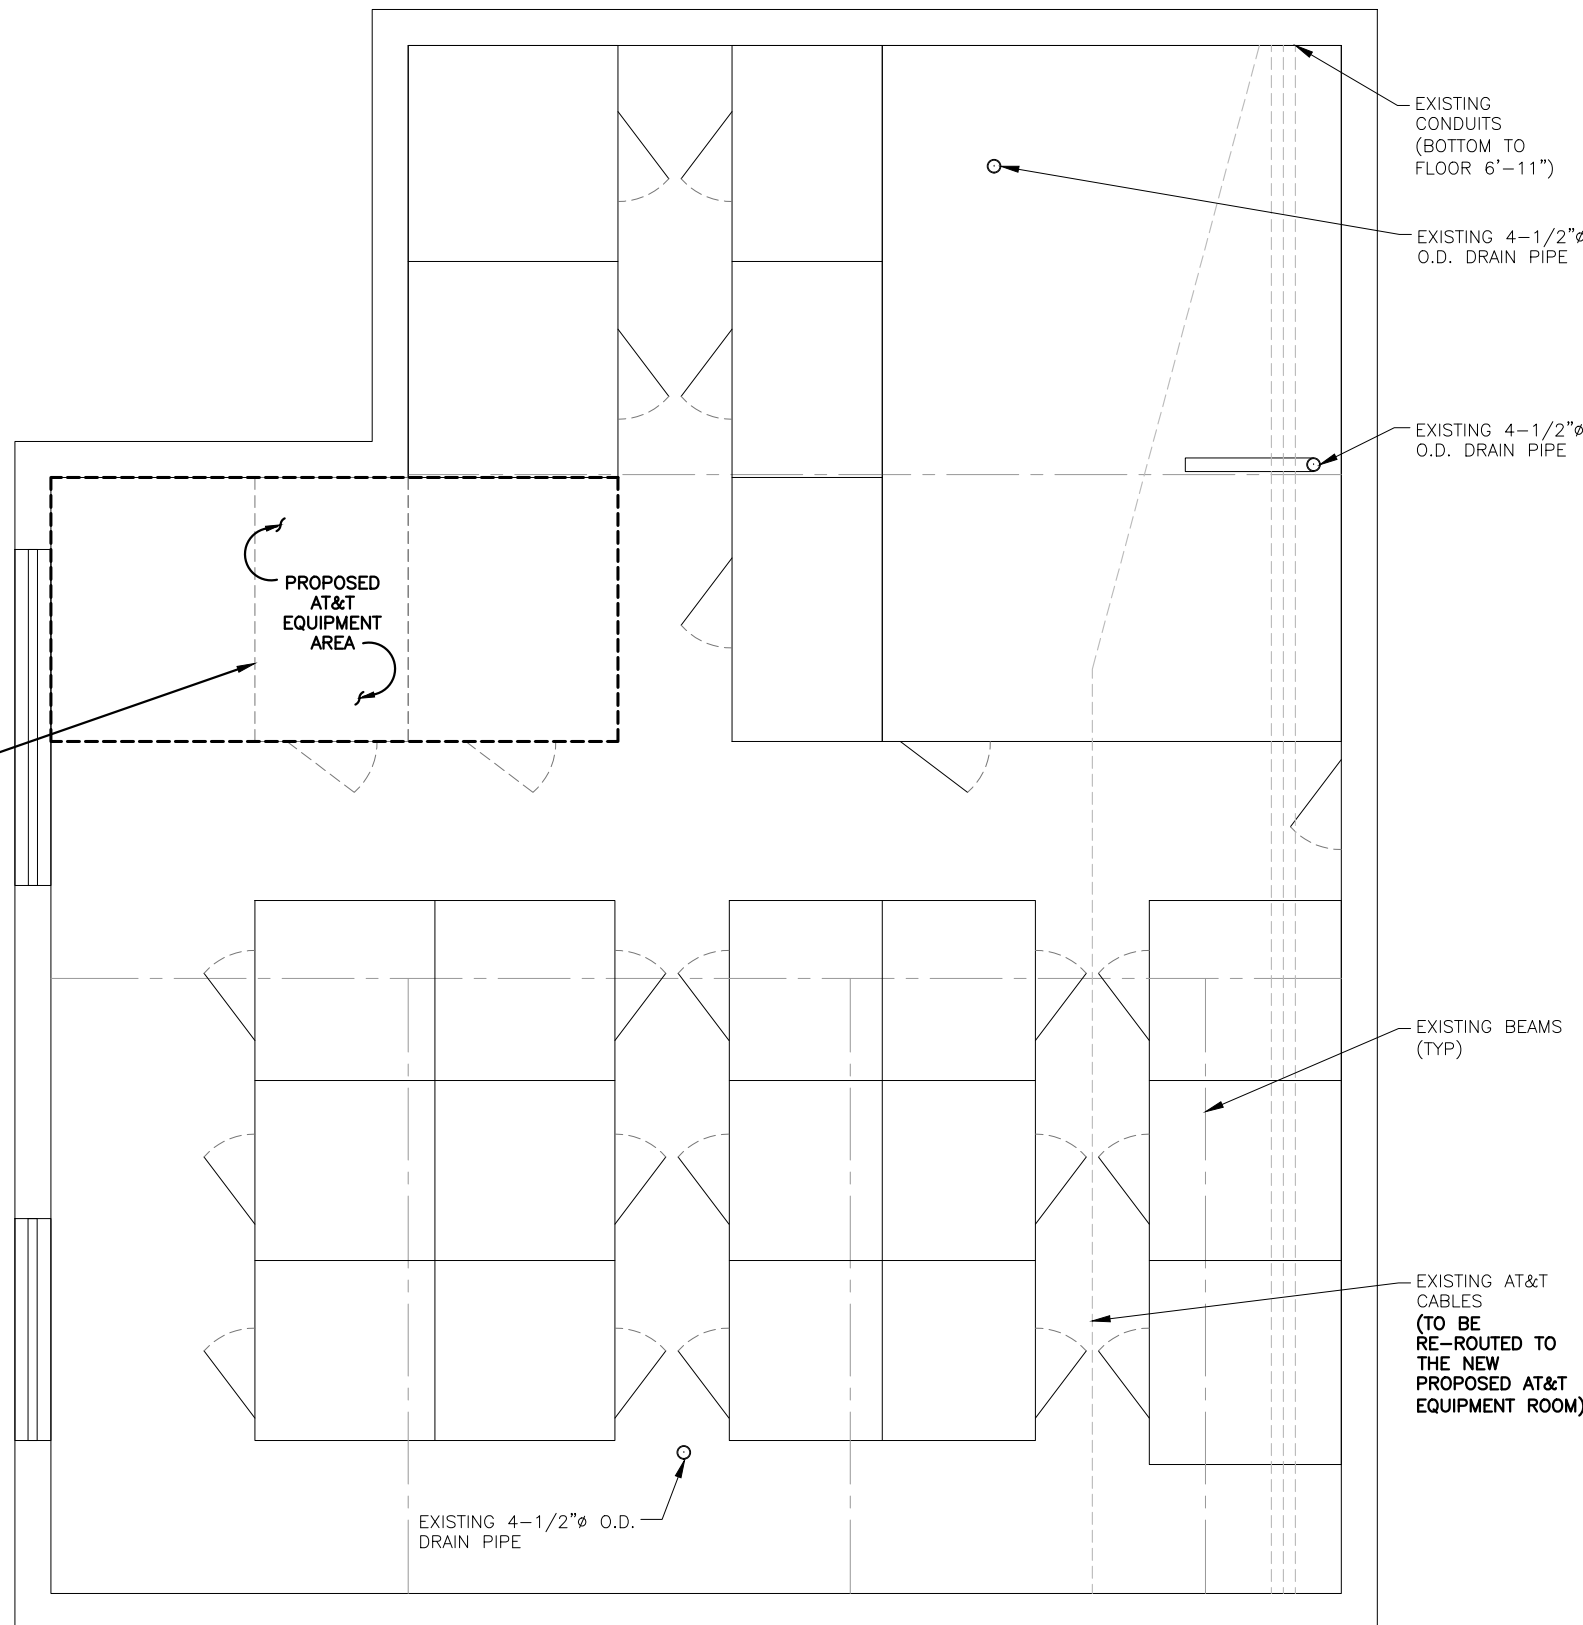 EXISTING
CONDUITS
(BOTTOM TO
FLOOR 6'-11")
EXISTING 4-1/2"ø
O.D. DRAIN PIPE
EXISTING 4-1/2"ø
O.D. DRAIN PIPE
PROPOSED
AT&T
EQUIPMENT
AREA
EXISTING BEAMS
(TYP)
EXISTING AT&T
CABLES
(TO BE
RE-ROUTED TO
THE NEW
PROPOSED AT&T
EQUIPMENT ROOM)
EXISTING 4-1/2"ø O.D.
DRAIN PIPE